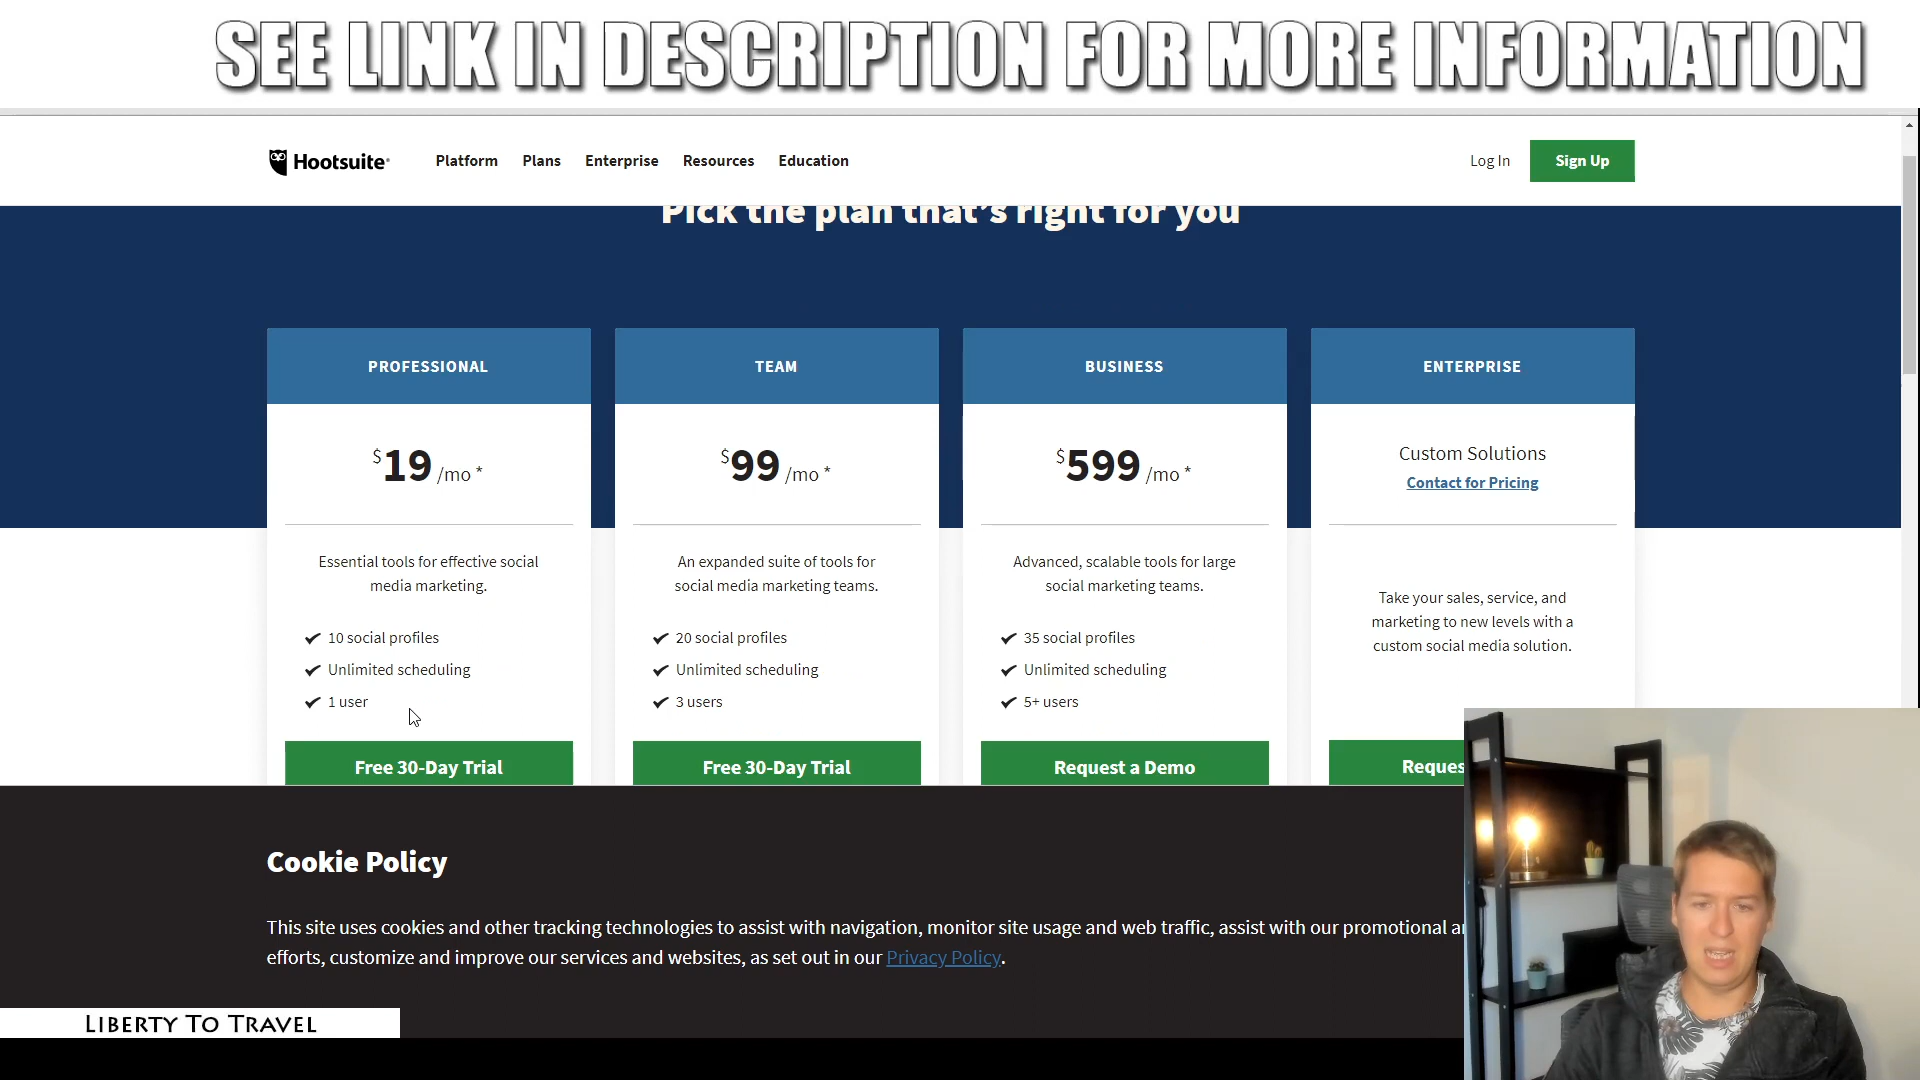 SEE LINK IN DESCRIPTION FOR MORE INFORMATION
Hootsuite
Platform
Plans
Enterprise
Resources
Education
Log In
Sign Up
Pick the plan that's right for you
PROFESSIONAL
$19 /mo *
Essential tools for effective social
media marketing.
10 social profiles
Unlimited scheduling
1 user
Free 30-Day Trial
TEAM
$99 /mo *
An expanded suite of tools for
social media marketing teams.
20 social profiles
Unlimited scheduling
3 users
Free 30-Day Trial
BUSINESS
$599 /mo *
Advanced, scalable tools for large
social marketing teams.
35 social profiles
Unlimited scheduling
5+ users
Request a Demo
ENTERPRISE
Custom Solutions
Contact for Pricing
Take your sales, service, and
marketing to new levels with a
custom social media solution.
Cookie Policy
This site uses cookies and other tracking technologies to assist with navigation, monitor site usage and web traffic, assist with our promotional
efforts, customize and improve our services and websites, as set out in our Privacy Policy.
LIBERTY TO TRAVEL